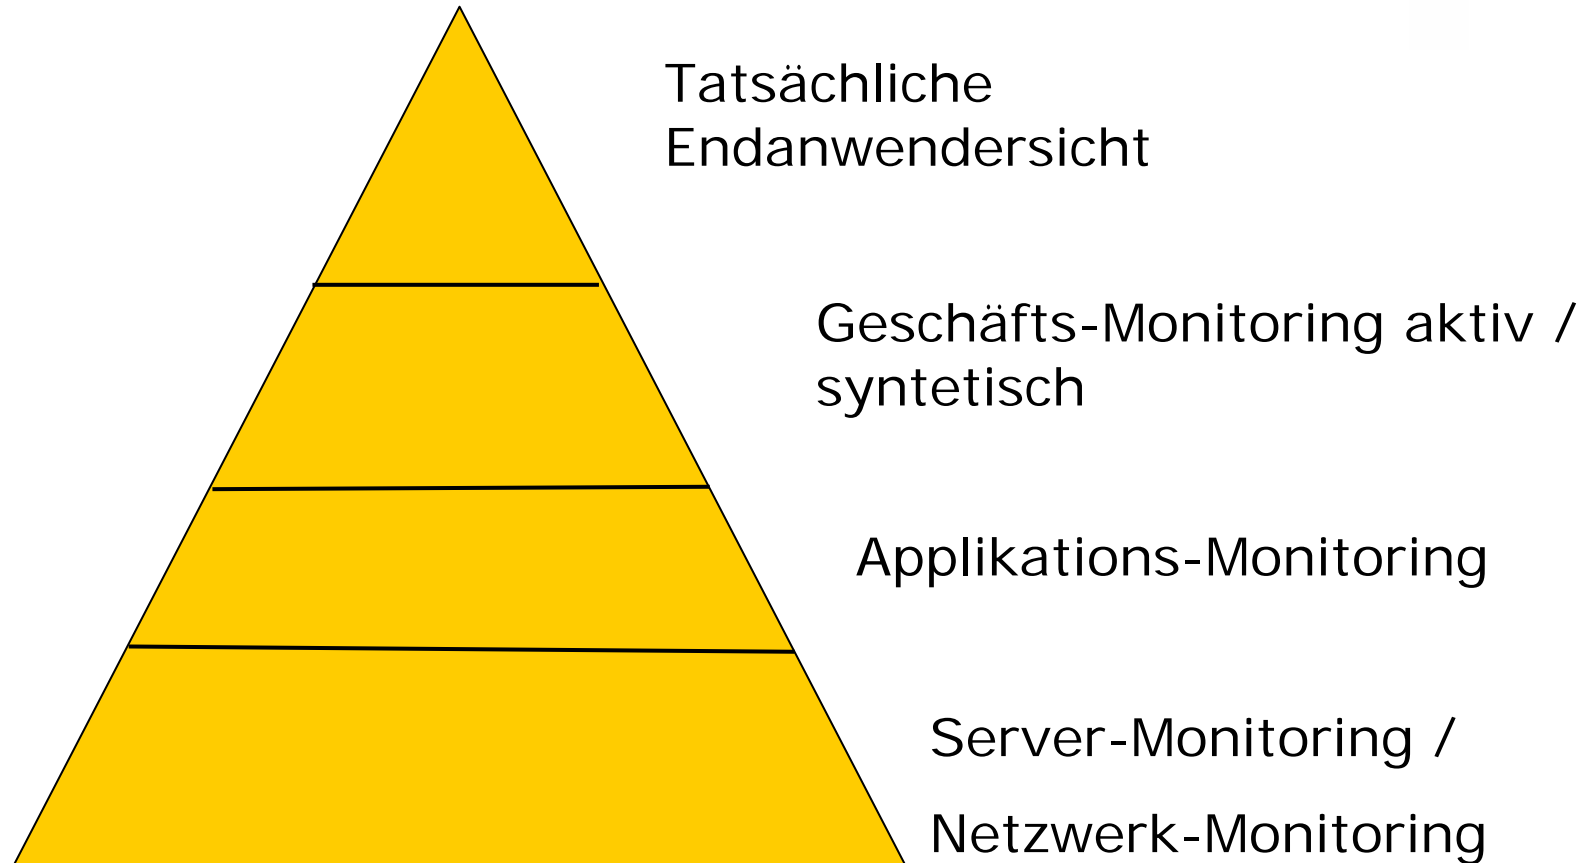 Tatsächliche
Endanwendersicht
Geschäfts-Monitoring aktiv /
syntetisch
Applikations-Monitoring
Server-Monitoring /
Netzwerk-Monitoring